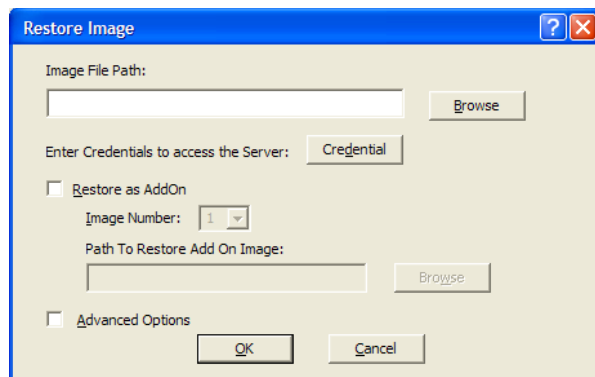 Restore Image
Image File Path:
Browse
Enter Credentials to access the Server: Credential
Restore as AddOn
Image Number: 1
Path To Restore Add On Image:
Browse
Advanced Options
OK Cancel